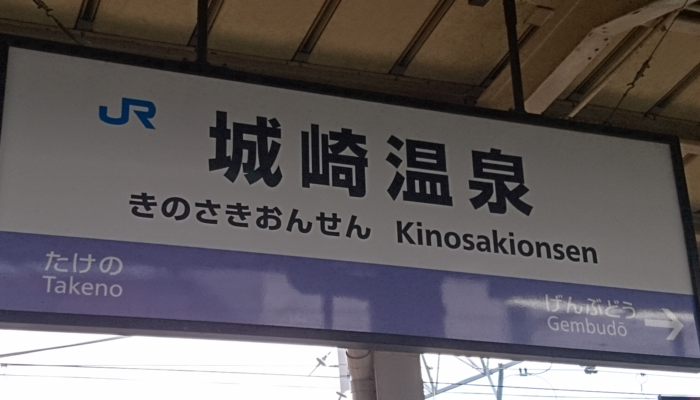 JR
城崎温泉
きのさきおんせん Kinosakionsen
たけの
Takeno
げんぶどう
Gembudō